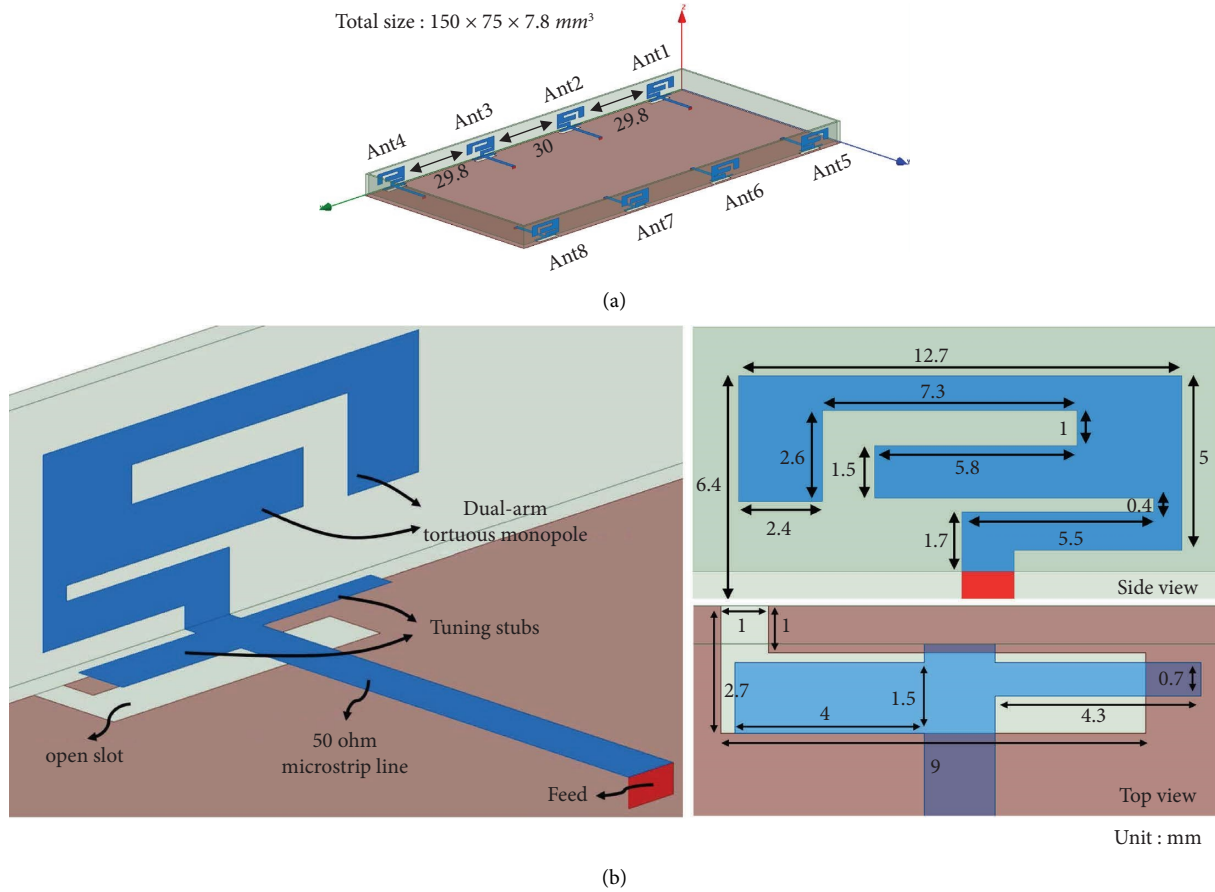 Total size : 150 × 75 × 7.8 mm³
z
Ant1
Ant2
Ant3
Ant4
29.8
30
29.8
Ant5
Ant6
Ant7
Ant8
(a)
Dual-arm
tortuous monopole
Tuning stubs
open slot
50 ohm
microstrip line
Feed
12.7
7.3
1
2.6
1.5
5.8
5
6.4
0.4
2.4
1.7
5.5
Side view
1
1
2.7
1.5
0.7
4
4.3
9
Top view
Unit : mm
(b)